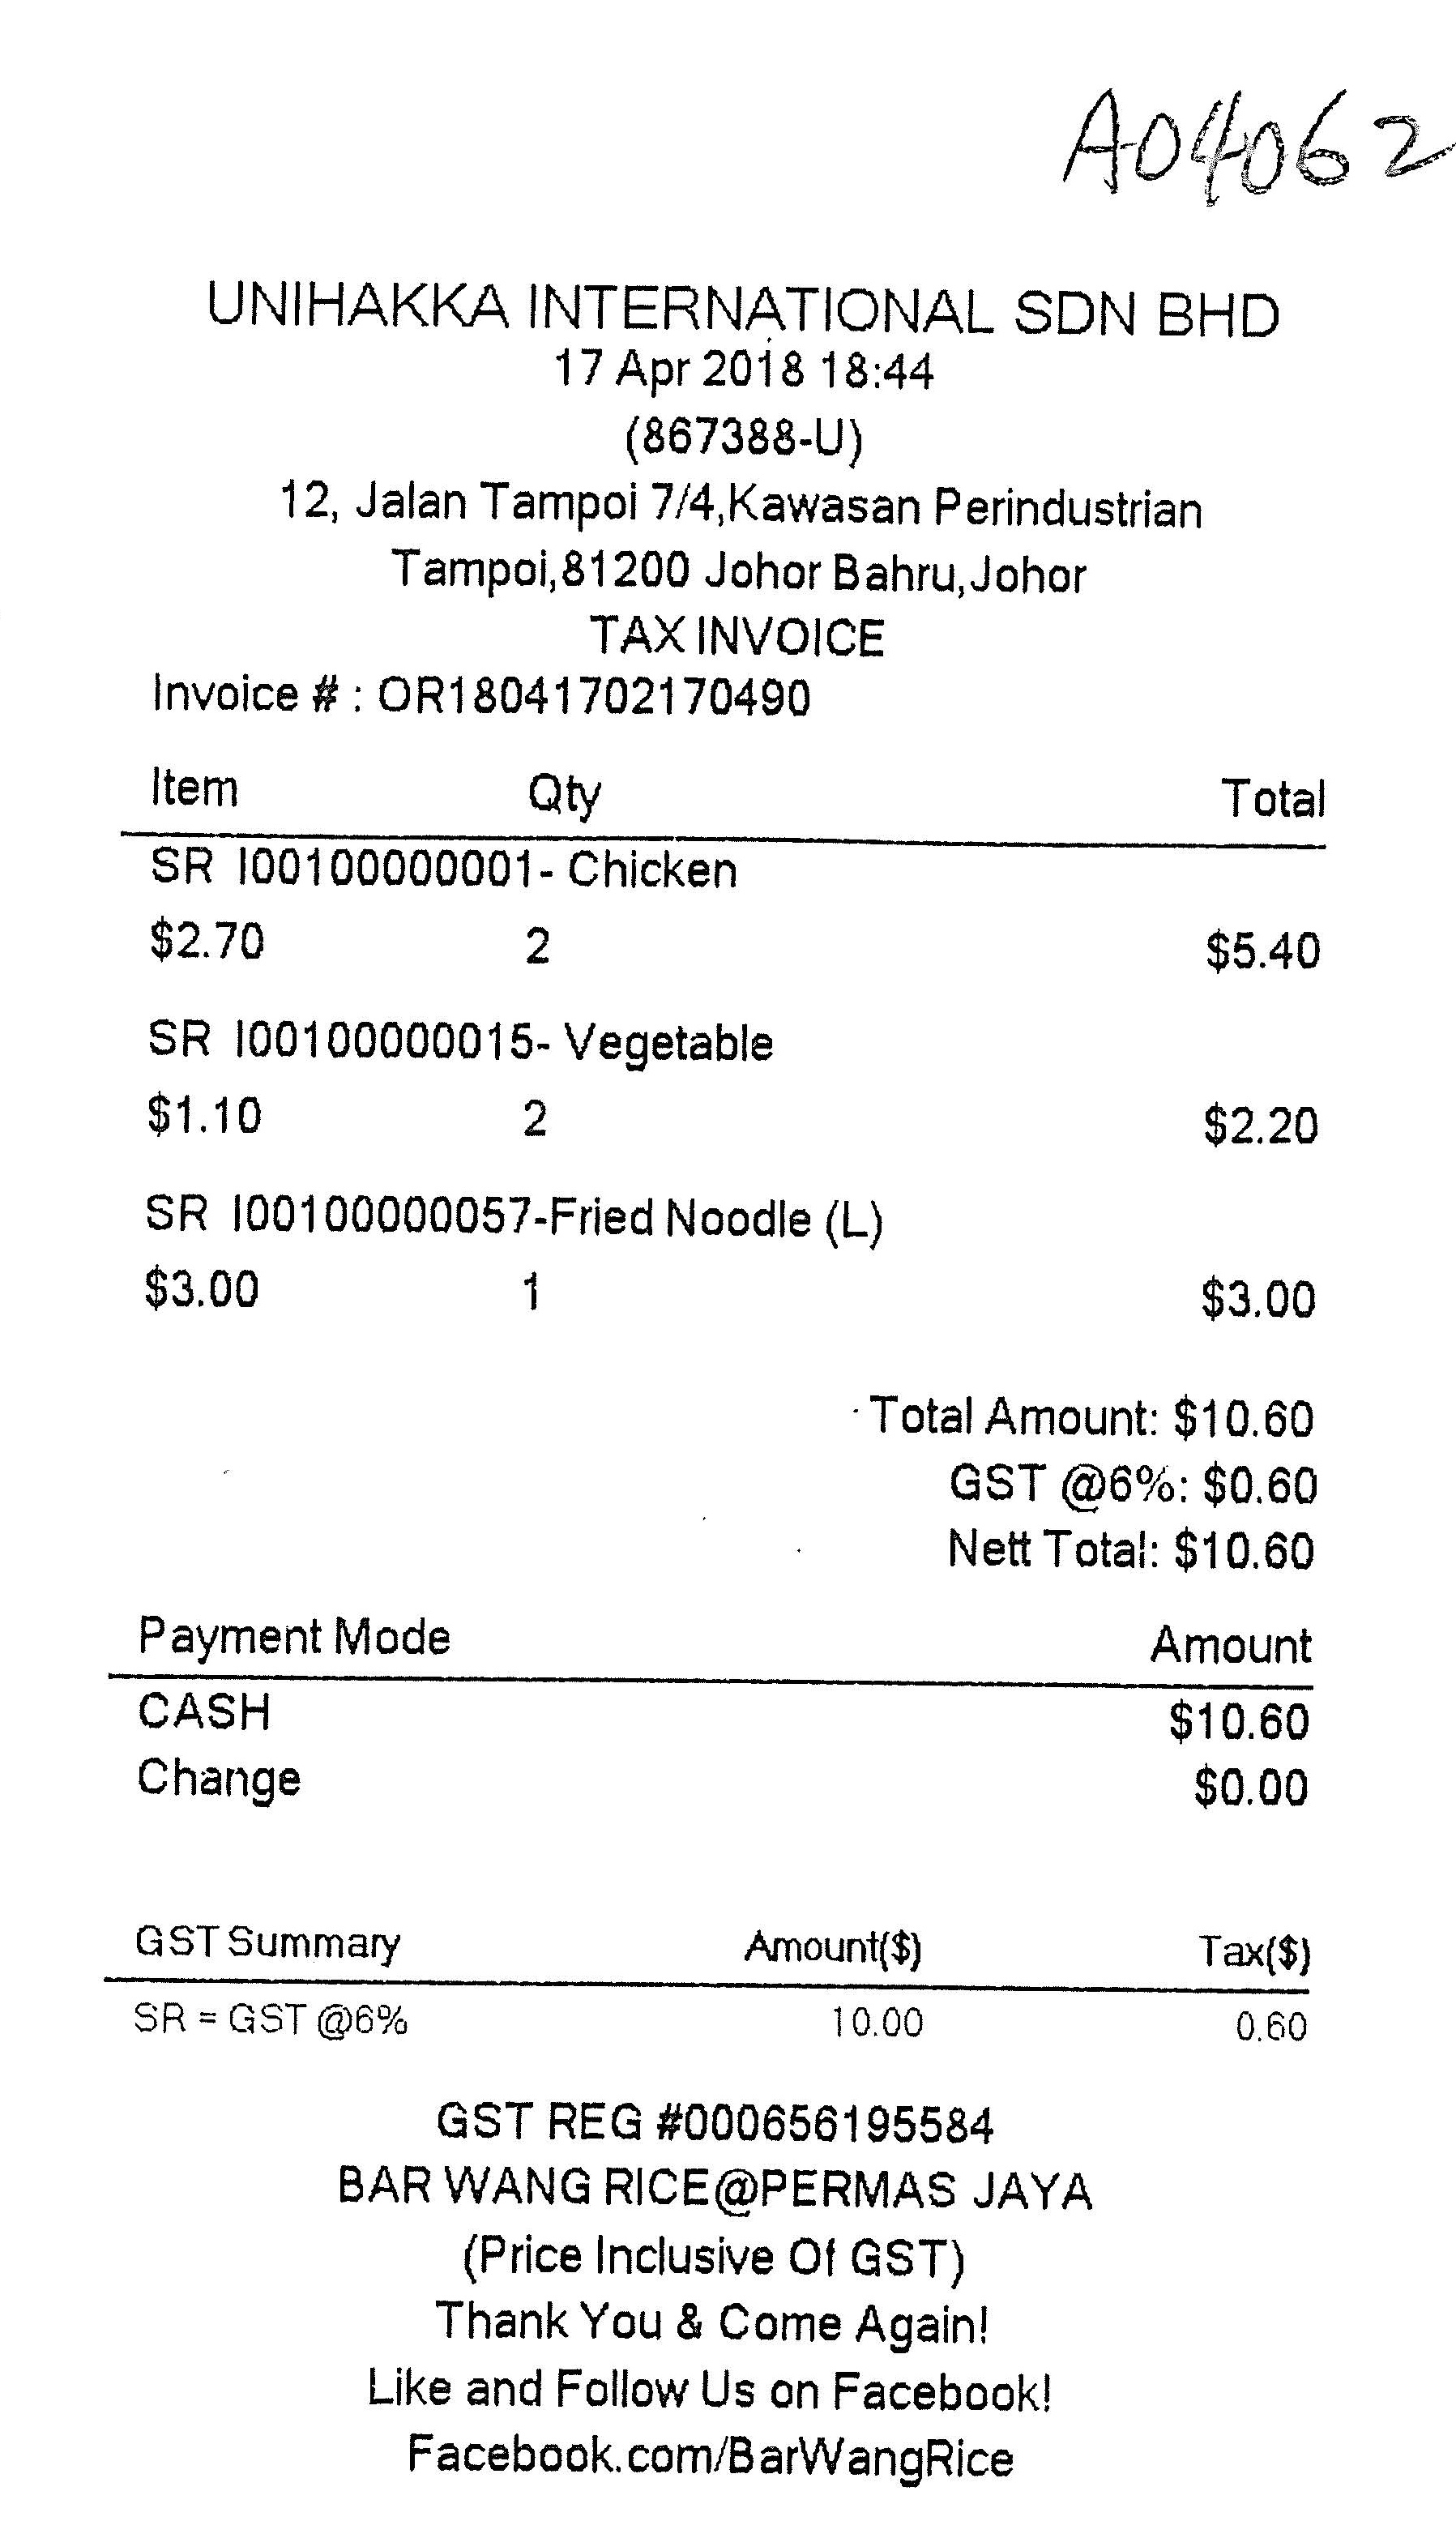 A04062
UNIHAKKA INTERNATIONAL SDN BHD
17 Apr 2018 18:44
(867388-U)
12, Jalan Tampoi 7/4,Kawasan Perindustrian
Tampoi,81200 Johor Bahru,Johor
TAX INVOICE
Invoice # : OR18041702170490
Item Qty Total
SR I00100000001- Chicken
$2.70 2 $5.40
SR I00100000015- Vegetable
$1.10 2 $2.20
SR I00100000057-Fried Noodle (L)
$3.00 1 $3.00
Total Amount: $10.60
GST @6%: $0.60
Nett Total: $10.60
Payment Mode Amount
CASH $10.60
Change $0.00
GST Summary Amount($) Tax($)
SR = GST @6% 10.00 0.60
GST REG #000656195584
BAR WANG RICE@PERMAS JAYA
(Price Inclusive Of GST)
Thank You & Come Again!
Like and Follow Us on Facebook!
Facebook.com/BarWangRice